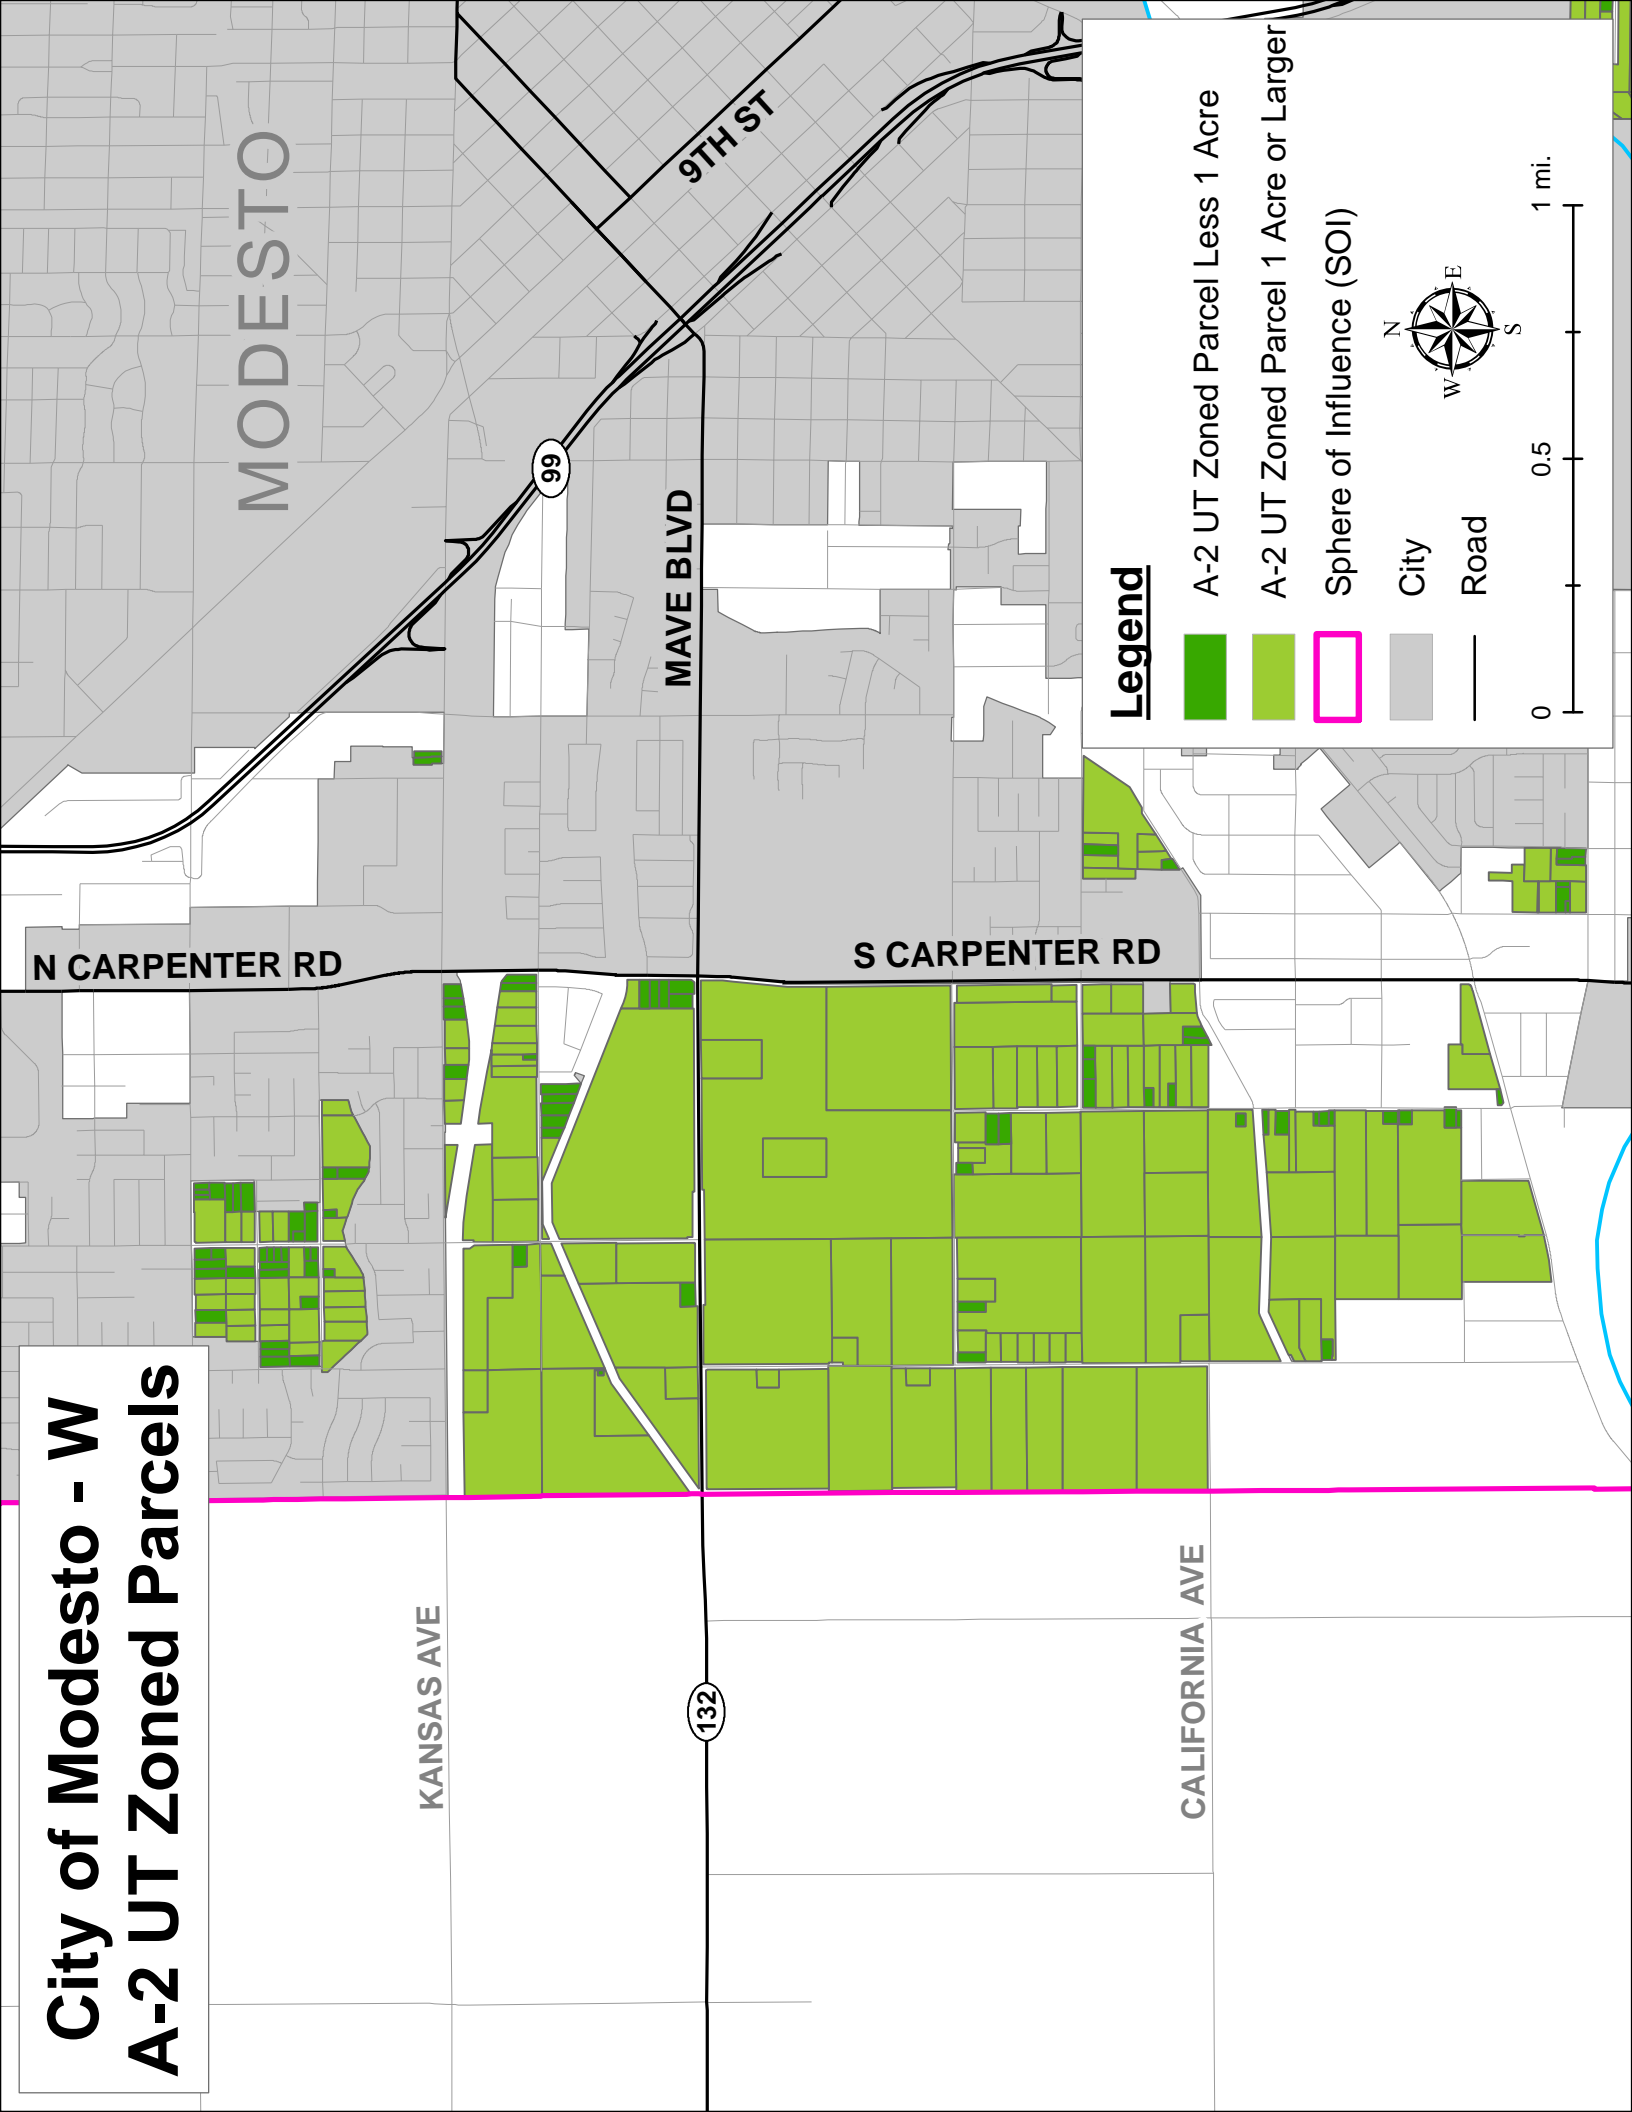 City of Modesto - W
A-2 UT Zoned Parcels
MODESTO
9TH ST
99
MAVE BLVD
N CARPENTER RD
S CARPENTER RD
KANSAS AVE
132
CALIFORNIA AVE
Legend
A-2 UT Zoned Parcel Less 1 Acre
A-2 UT Zoned Parcel 1 Acre or Larger
Sphere of Influence (SOI)
City
Road
N
W
E
S
0
0.5
1 mi.